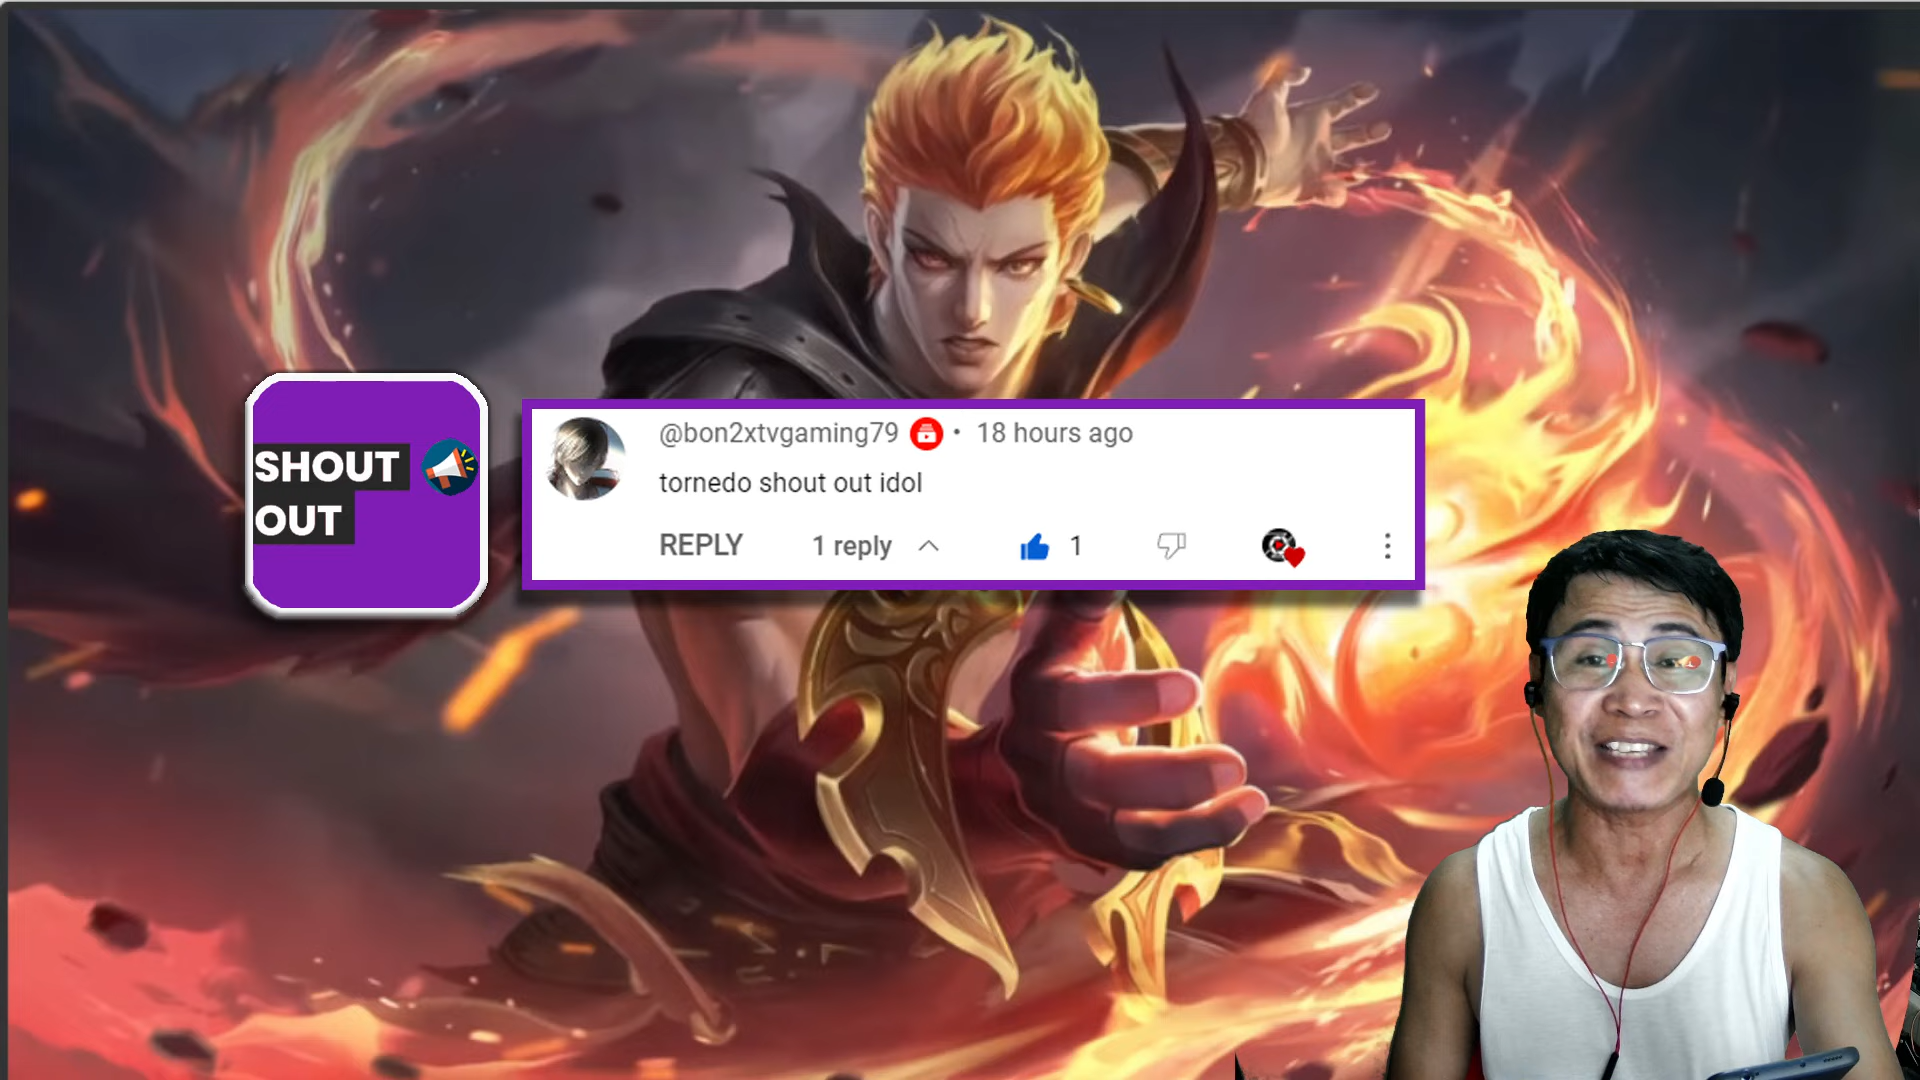 SHOUT
OUT
@bon2xtvgaming79 • 18 hours ago
tornedo shout out idol
REPLY 1 reply 1